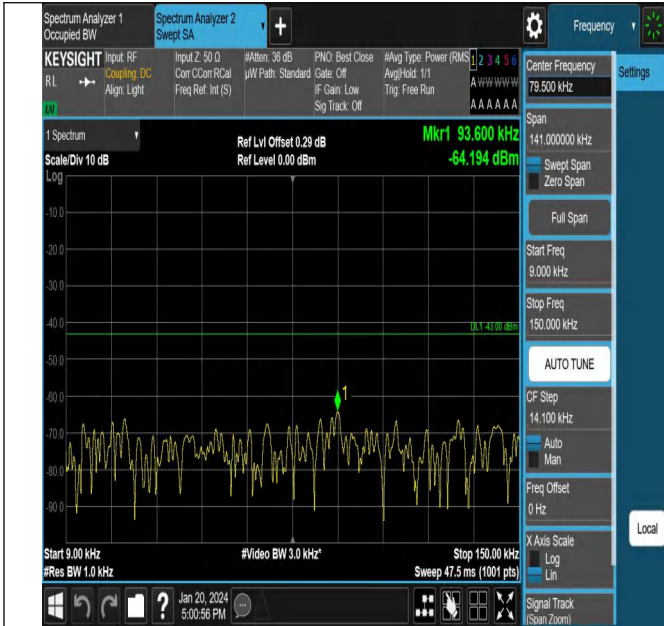 Spectrum Analyzer 1
Occupied BW
Spectrum Analyzer 2
Swept SA
Frequency
KEYSIGHT
RL
Input: RF
Coupling: DC
Align: Light
Input Z: 50 Ω
Corr CCorr RCal
Freq Ref: Int (S)
#Atten: 36 dB
µW Path: Standard
PNO: Best Close
Gate: Off
IF Gain: Low
Sig Track: Off
#Avg Type: Power (RMS
Avg|Hold: 1/1
Trig: Free Run
1 2 3 4 5 6
A W W W W W
A A A A A A
1 Spectrum
Scale/Div 10 dB
Log
Ref Lvl Offset 0.29 dB
Ref Level 0.00 dBm
Mkr1 93.600 kHz
-64.194 dBm
-10.0
-20.0
-30.0
-40.0
-50.0
-60.0
-70.0
-80.0
-90.0
DL1 -43.00 dBm
1
Start 9.00 kHz
#Res BW 1.0 kHz
#Video BW 3.0 kHz*
Stop 150.00 kHz
Sweep 47.5 ms (1001 pts)
Jan 20, 2024
5:00:56 PM
Center Frequency
79.500 kHz
Span
141.000000 kHz
Swept Span
Zero Span
Full Span
Start Freq
9.000 kHz
Stop Freq
150.000 kHz
AUTO TUNE
CF Step
14.100 kHz
Auto
Man
Freq Offset
0 Hz
X Axis Scale
Log
Lin
Signal Track
(Span Zoom)
Settings
Local